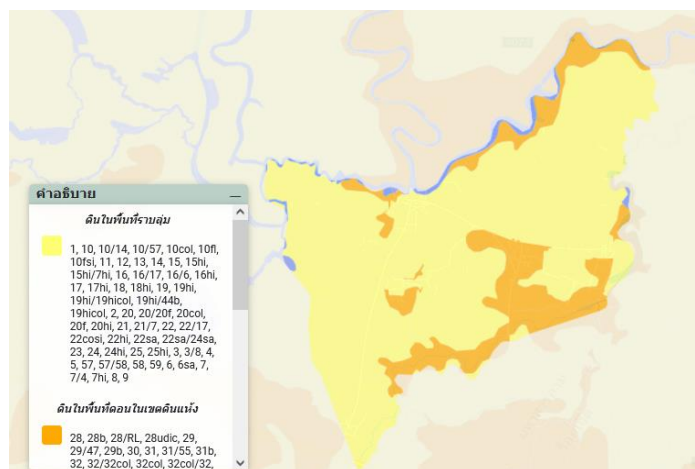 คำอธิบาย
ดินในพื้นที่ราบลุ่ม
1, 10, 10/14, 10/57, 10col, 10fl,
10fsi, 11, 12, 13, 14, 15, 15hi,
15hi/7hi, 16, 16/17, 16/6, 16hi,
17, 17hi, 18, 18hi, 19, 19hi,
19hi/19hicol, 19hi/44b,
19hicol, 2, 20, 20/20f, 20col,
20f, 20hi, 21, 21/7, 22, 22/17,
22cosi, 22hi, 22sa, 22sa/24sa,
23, 24, 24hi, 25, 25hi, 3, 3/8, 4,
5, 57, 57/58, 58, 59, 6, 6sa, 7,
7/4, 7hi, 8, 9
ดินในพื้นที่ดอนในเขตดินแห้ง
28, 28b, 28/RL, 28udic, 29,
29/47, 29b, 30, 31, 31/55, 31b,
32, 32/32col, 32col, 32col/32,